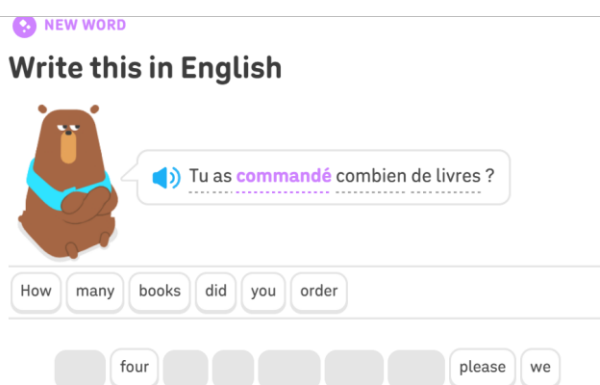 NEW WORD
Write this in English
Tu as commandé combien de livres ?
How many books did you order
four please we